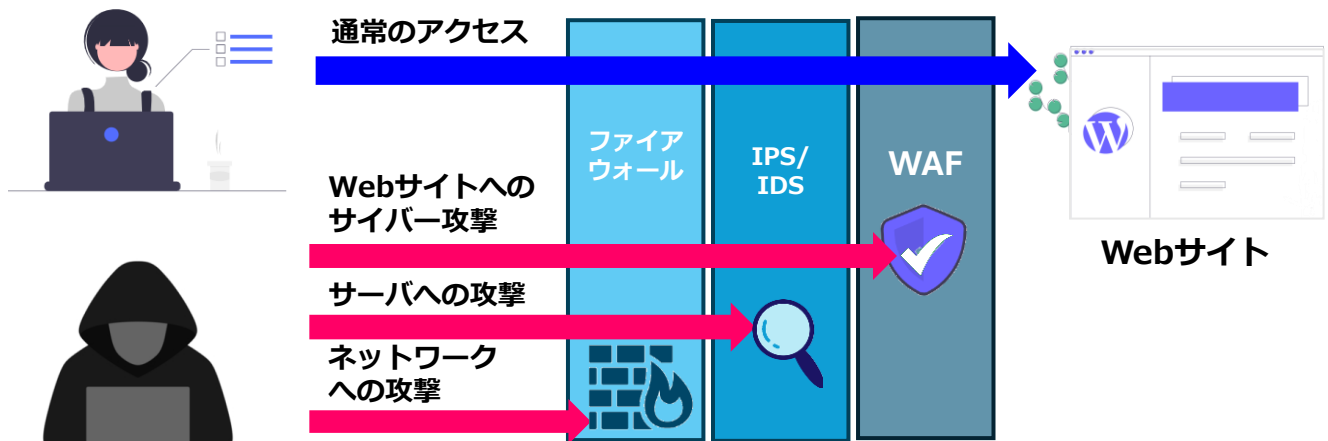 通常のアクセス
ファイア
ウォール
IPS/
IDS
WAF
Webサイトへの
サイバー攻撃
Webサイト
サーバへの攻撃
ネットワーク
への攻撃